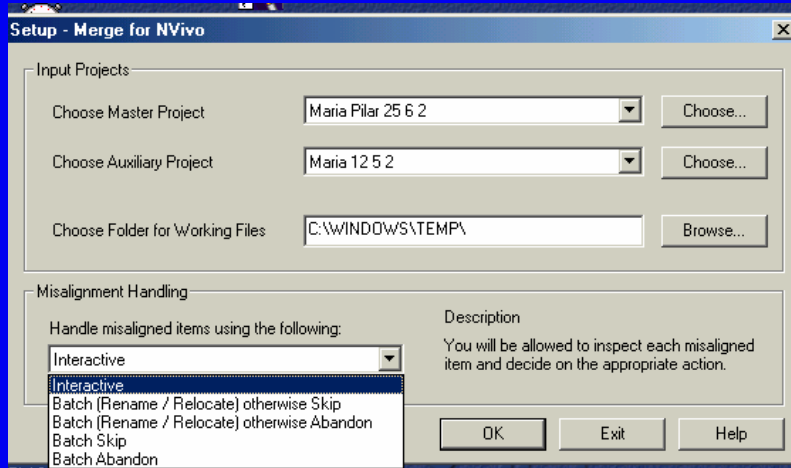 Setup - Merge for NVivo
Input Projects
Choose Master Project
Maria Pilar 25 6 2
Choose...
Choose Auxiliary Project
Maria 12 5 2
Choose...
Choose Folder for Working Files
C:\WINDOWS\TEMP\
Browse...
Misalignment Handling
Handle misaligned items using the following:
Interactive
Interactive
Batch (Rename / Relocate) otherwise Skip
Batch (Rename / Relocate) otherwise Abandon
Batch Skip
Batch Abandon
Description
You will be allowed to inspect each misaligned
item and decide on the appropriate action.
OK
Exit
Help